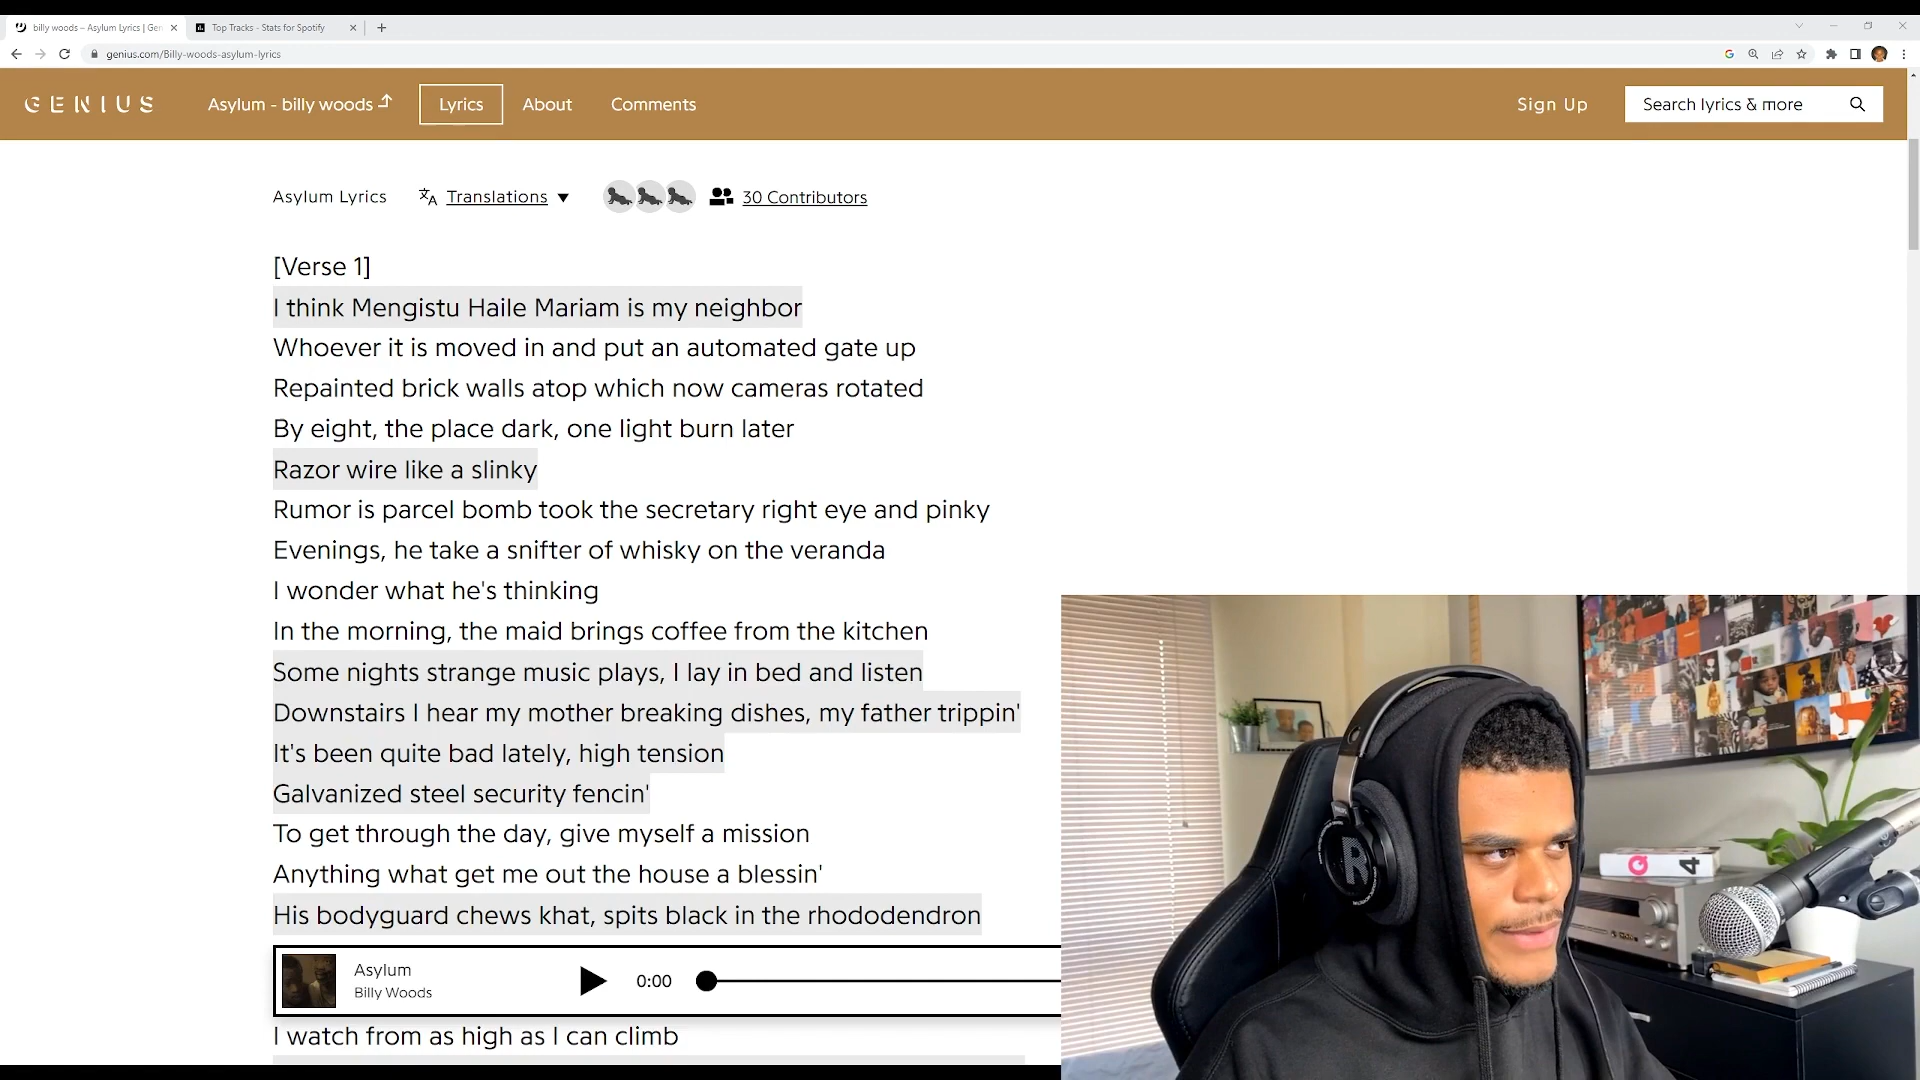 billy woods – Asylum Lyrics | Gen
Top Tracks - Stats for Spotify
genius.com/Billy-woods-asylum-lyrics
GENIUS
Asylum - billy woods
Lyrics
About
Comments
Sign Up
Search lyrics & more
Asylum Lyrics
Translations
30 Contributors
[Verse 1]
I think Mengistu Haile Mariam is my neighbor
Whoever it is moved in and put an automated gate up
Repainted brick walls atop which now cameras rotated
By eight, the place dark, one light burn later
Razor wire like a slinky
Rumor is parcel bomb took the secretary right eye and pinky
Evenings, he take a snifter of whisky on the veranda
I wonder what he's thinking
In the morning, the maid brings coffee from the kitchen
Some nights strange music plays, I lay in bed and listen
Downstairs I hear my mother breaking dishes, my father trippin'
It's been quite bad lately, high tension
Galvanized steel security fencin'
To get through the day, give myself a mission
Anything what get me out the house a blessin'
His bodyguard chews khat, spits black in the rhododendron
Asylum
Billy Woods
0:00
I watch from as high as I can climb
R
4